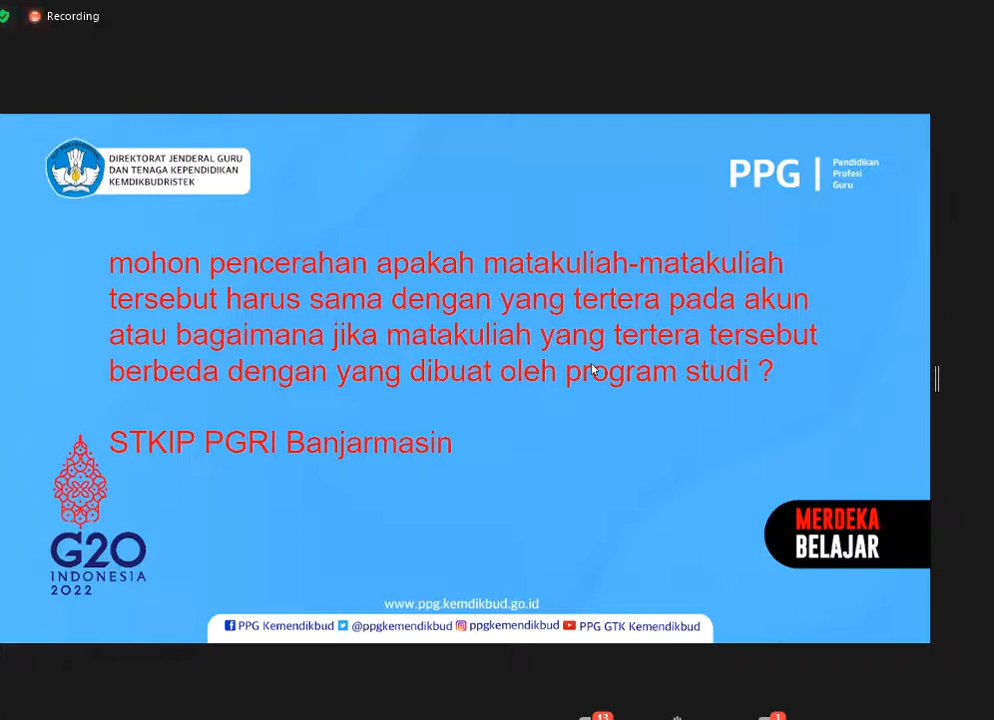 Recording
DIREKTORAT JENDERAL GURU
DAN TENAGA KEPENDIDIKAN
KEMDIKBUDRISTEK
PPG
Pendidikan
Profesi
Guru
mohon pencerahan apakah matakuliah-matakuliah
tersebut harus sama dengan yang tertera pada akun
atau bagaimana jika matakuliah yang tertera tersebut
berbeda dengan yang dibuat oleh program studi ?
STKIP PGRI Banjarmasin
G20
INDONESIA
2022
MERDEKA
BELAJAR
www.ppg.kemdikbud.go.id
PPG Kemendikbud @ppgkemendikbud ppgkemendikbud PPG GTK Kemendikbud
13 1